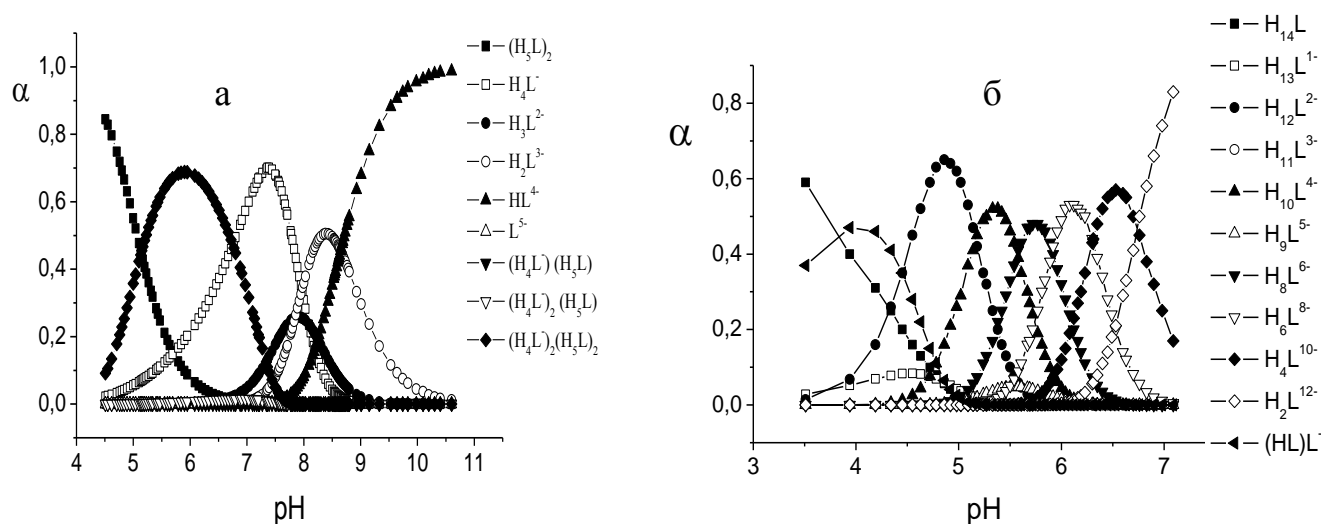 α
а
1,0
0,8
0,6
0,4
0,2
0,0
4 5 6 7 8 9 10 11
pH
(H₅L)₂
H₄L⁻
H₃L²⁻
H₂L³⁻
HL⁴⁻
L⁵⁻
(H₄L⁻) (H₅L)
(H₄L⁻)₂ (H₅L)
(H₄L⁻)₂(H₅L)₂
α
б
0,8
0,6
0,4
0,2
0,0
3 4 5 6 7
pH
H₁₄L
H₁₃L¹⁻
H₁₂L²⁻
H₁₁L³⁻
H₁₀L⁴⁻
H₉L⁵⁻
H₈L⁶⁻
H₆L⁸⁻
H₄L¹⁰⁻
H₂L¹²⁻
(HL)L⁻